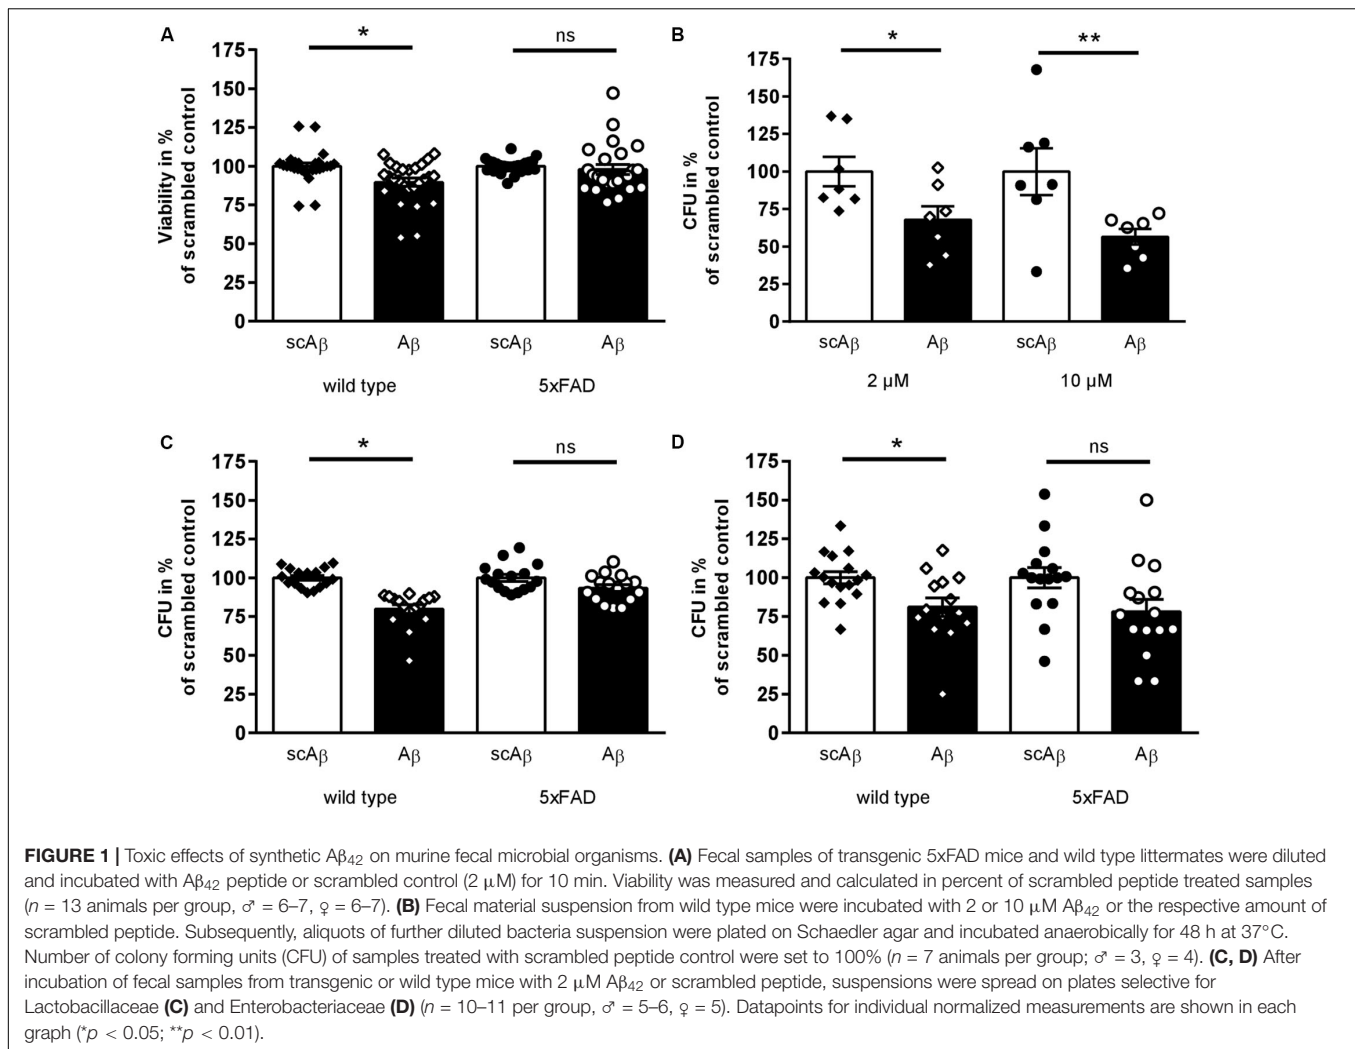 A
*
ns
175
150
125
100
75
50
25
0
Viability in %
of scrambled control
scAβ
Aβ
scAβ
Aβ
wild type
5xFAD
B
*
**
175
150
125
100
75
50
25
0
CFU in %
of scrambled control
scAβ
Aβ
scAβ
Aβ
2 µM
10 µM
C
*
ns
175
150
125
100
75
50
25
0
CFU in %
of scrambled control
scAβ
Aβ
scAβ
Aβ
wild type
5xFAD
D
*
ns
175
150
125
100
75
50
25
0
CFU in %
of scrambled control
scAβ
Aβ
scAβ
Aβ
wild type
5xFAD
FIGURE 1 | Toxic effects of synthetic Aβ42 on murine fecal microbial organisms. (A) Fecal samples of transgenic 5xFAD mice and wild type littermates were diluted
and incubated with Aβ42 peptide or scrambled control (2 µM) for 10 min. Viability was measured and calculated in percent of scrambled peptide treated samples
(n = 13 animals per group, ♂ = 6–7, ♀ = 6–7). (B) Fecal material suspension from wild type mice were incubated with 2 or 10 µM Aβ42 or the respective amount of
scrambled peptide. Subsequently, aliquots of further diluted bacteria suspension were plated on Schaedler agar and incubated anaerobically for 48 h at 37°C.
Number of colony forming units (CFU) of samples treated with scrambled peptide control were set to 100% (n = 7 animals per group; ♂ = 3, ♀ = 4). (C, D) After
incubation of fecal samples from transgenic or wild type mice with 2 µM Aβ42 or scrambled peptide, suspensions were spread on plates selective for
Lactobacillaceae (C) and Enterobacteriaceae (D) (n = 10–11 per group, ♂ = 5–6, ♀ = 5). Datapoints for individual normalized measurements are shown in each
graph (*p < 0.05; **p < 0.01).